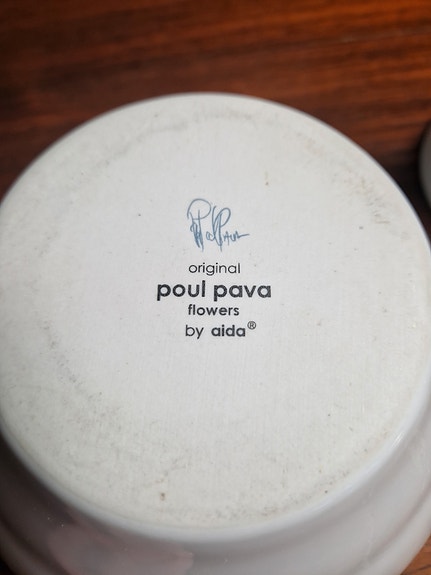 original
poul pava
flowers
by aida®